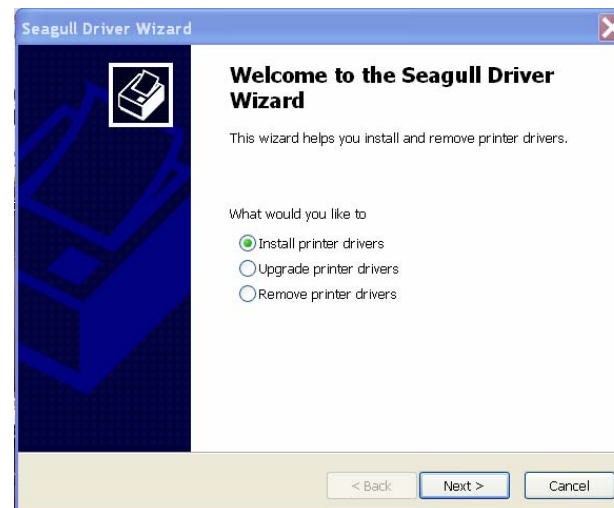 Seagull Driver Wizard
Welcome to the Seagull Driver
Wizard
This wizard helps you install and remove printer drivers.
What would you like to
Install printer drivers
Upgrade printer drivers
Remove printer drivers
< Back Next > Cancel